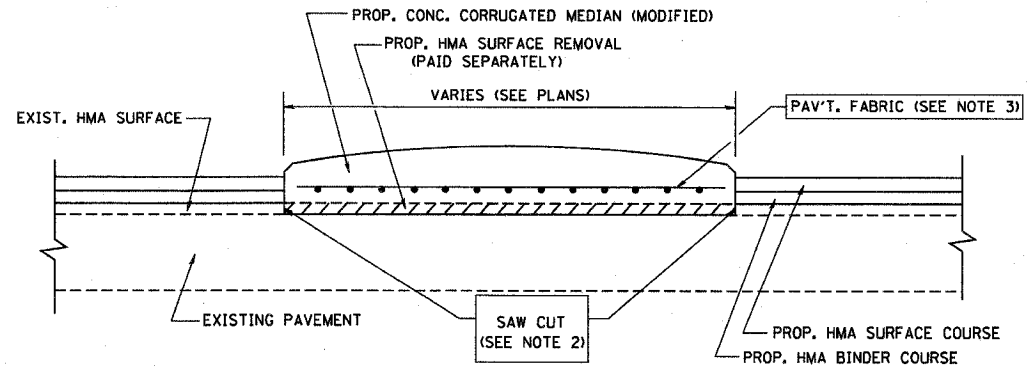 PROP. CONC. CORRUGATED MEDIAN (MODIFIED)
PROP. HMA SURFACE REMOVAL
(PAID SEPARATELY)
VARIES (SEE PLANS)
PAV'T. FABRIC (SEE NOTE 3)
EXIST. HMA SURFACE
EXISTING PAVEMENT
SAW CUT
(SEE NOTE 2)
PROP. HMA SURFACE COURSE
PROP. HMA BINDER COURSE